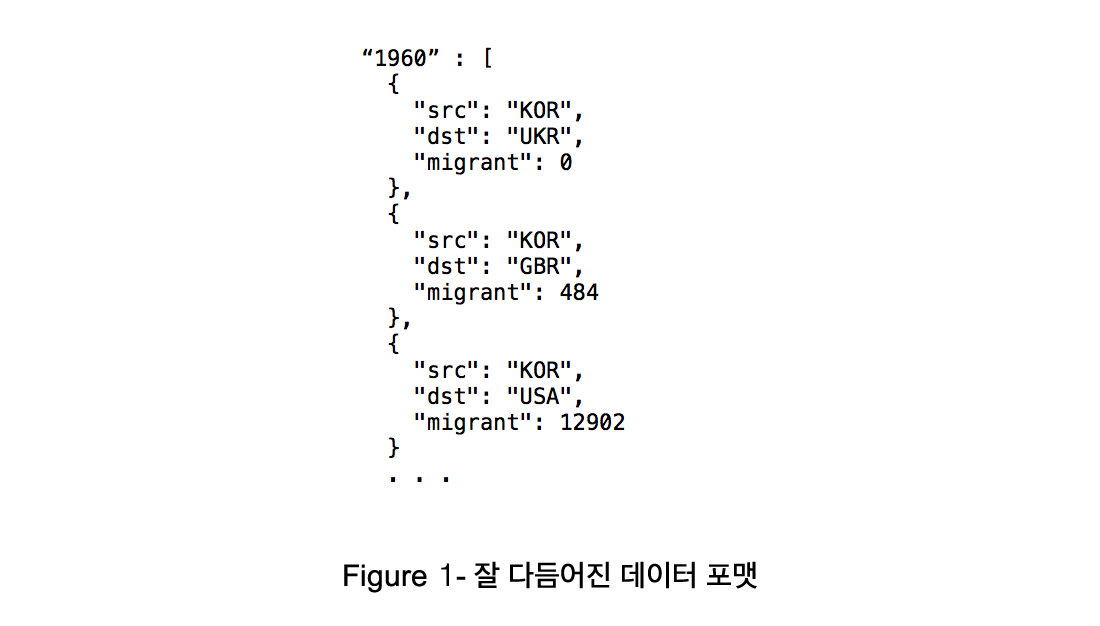 “1960” : [
{
"src": "KOR",
"dst": "UKR",
"migrant": 0
},
{
"src": "KOR",
"dst": "GBR",
"migrant": 484
},
{
"src": "KOR",
"dst": "USA",
"migrant": 12902
}
. . .
Figure 1- 잘 다듬어진 데이터 포맷